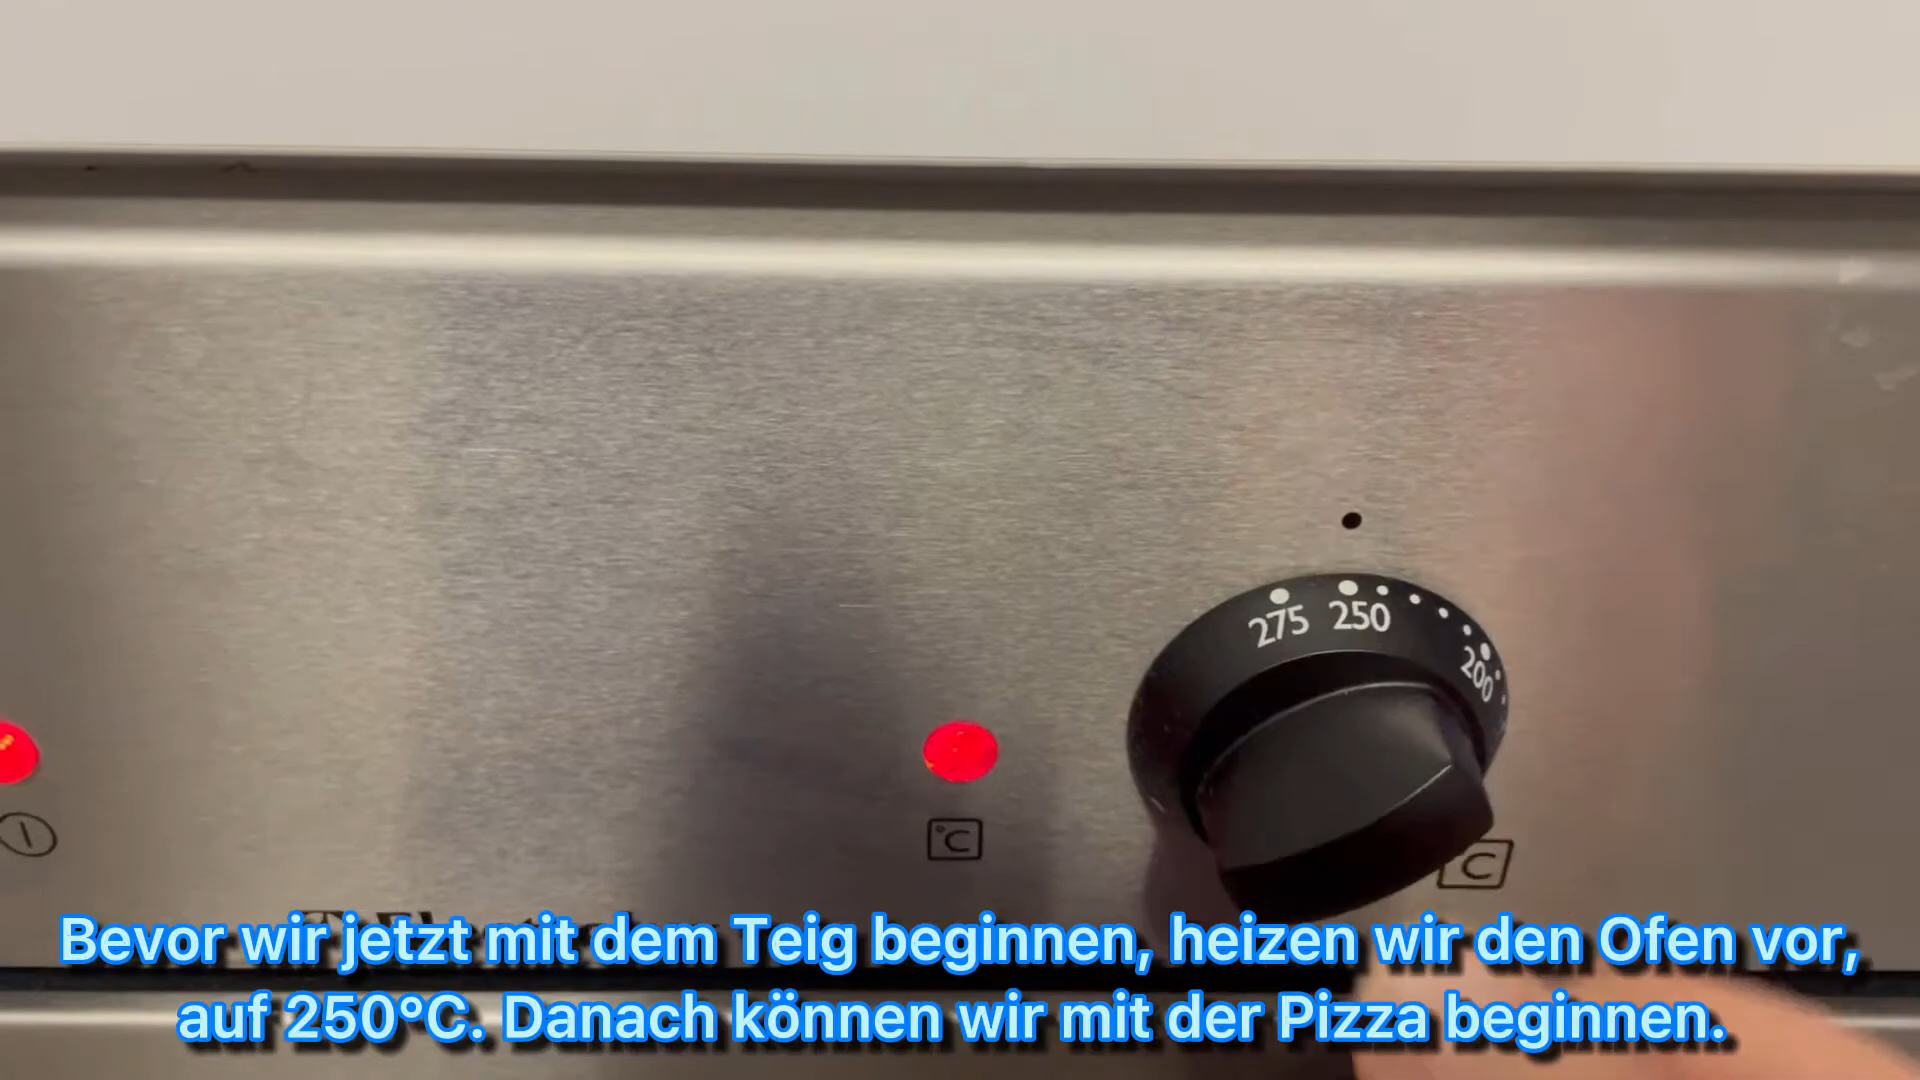 275 250
200
°C
C
Bevor wir jetzt mit dem Teig beginnen, heizen wir den Ofen vor,
auf 250°C. Danach können wir mit der Pizza beginnen.